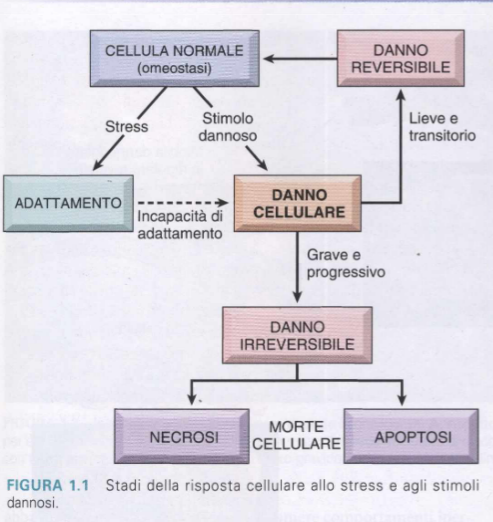 CELLULA NORMALE
(omeostasi)
DANNO
REVERSIBILE
Stress
Stimolo
dannoso
Lieve e
transitorio
ADATTAMENTO
Incapacità di
adattamento
DANNO
CELLULARE
Grave e
progressivo
DANNO
IRREVERSIBILE
NECROSI
MORTE
CELLULARE
APOPTOSI
FIGURA 1.1 Stadi della risposta cellulare allo stress e agli stimoli
dannosi.